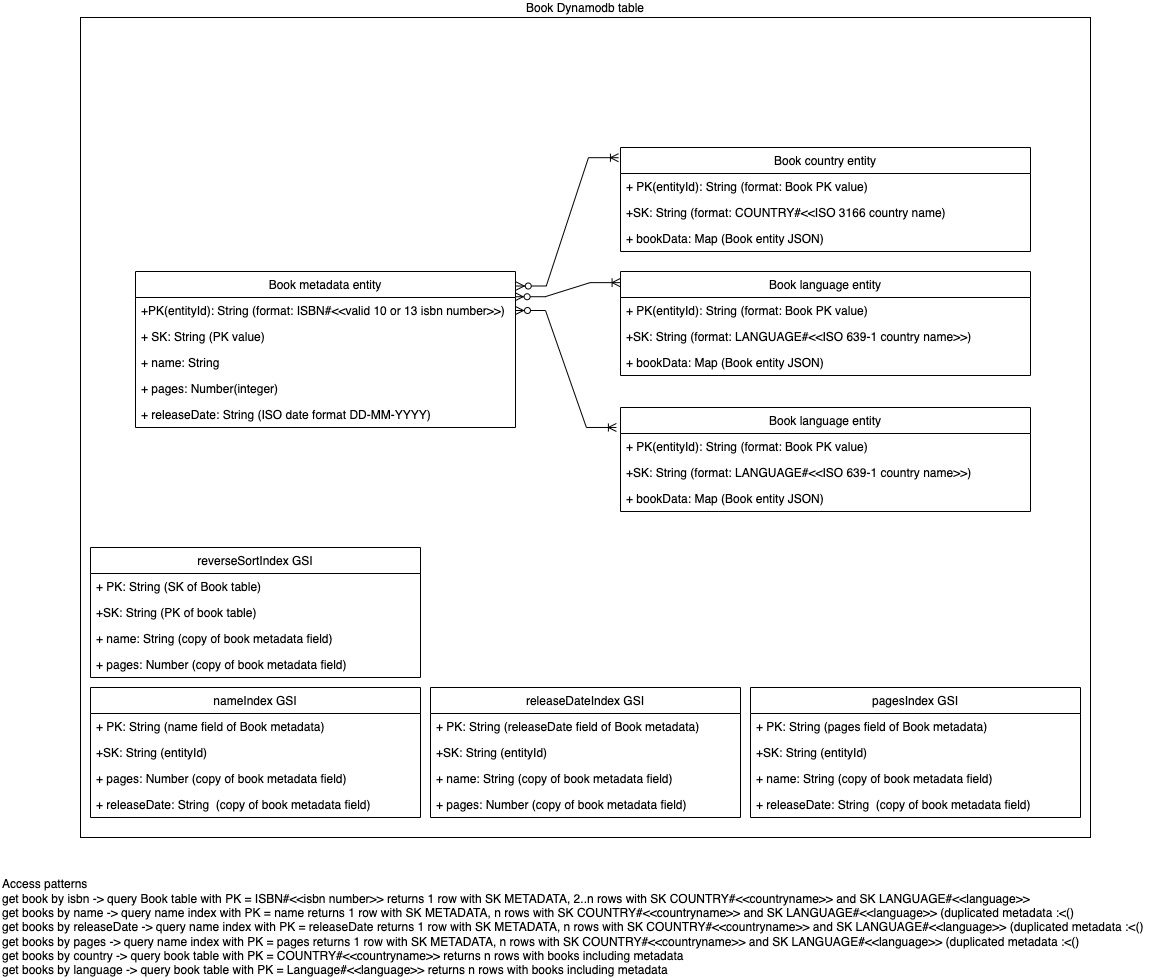 Book Dynamodb table
Book country entity
+ PK(entityId): String (format: Book PK value)
+SK: String (format: COUNTRY#<<ISO 3166 country name)
+ bookData: Map (Book entity JSON)
Book metadata entity
+PK(entityId): String (format: ISBN#<<valid 10 or 13 isbn number>>)
+ SK: String (PK value)
+ name: String
+ pages: Number(integer)
+ releaseDate: String (ISO date format DD-MM-YYYY)
Book language entity
+ PK(entityId): String (format: Book PK value)
+SK: String (format: LANGUAGE#<<ISO 639-1 country name>>)
+ bookData: Map (Book entity JSON)
Book language entity
+ PK(entityId): String (format: Book PK value)
+SK: String (format: LANGUAGE#<<ISO 639-1 country name>>)
+ bookData: Map (Book entity JSON)
reverseSortIndex GSI
+ PK: String (SK of Book table)
+SK: String (PK of book table)
+ name: String (copy of book metadata field)
+ pages: Number (copy of book metadata field)
nameIndex GSI
+ PK: String (name field of Book metadata)
+SK: String (entityId)
+ pages: Number (copy of book metadata field)
+ releaseDate: String  (copy of book metadata field)
releaseDateIndex GSI
+ PK: String (releaseDate field of Book metadata)
+SK: String (entityId)
+ name: String (copy of book metadata field)
+ pages: Number (copy of book metadata field)
pagesIndex GSI
+ PK: String (pages field of Book metadata)
+SK: String (entityId)
+ name: String (copy of book metadata field)
+ releaseDate: String  (copy of book metadata field)
Access patterns
get book by isbn -> query Book table with PK = ISBN#<<isbn number>> returns 1 row with SK METADATA, 2..n rows with SK COUNTRY#<<countryname>> and SK LANGUAGE#<<language>>
get books by name -> query name index with PK = name returns 1 row with SK METADATA, n rows with SK COUNTRY#<<countryname>> and SK LANGUAGE#<<language>> (duplicated metadata :<()
get books by releaseDate -> query name index with PK = releaseDate returns 1 row with SK METADATA, n rows with SK COUNTRY#<<countryname>> and SK LANGUAGE#<<language>> (duplicated metadata :<()
get books by pages -> query name index with PK = pages returns 1 row with SK METADATA, n rows with SK COUNTRY#<<countryname>> and SK LANGUAGE#<<language>> (duplicated metadata :<()
get books by country -> query book table with PK = COUNTRY#<<countryname>> returns n rows with books including metadata
get books by language -> query book table with PK = Language#<<language>> returns n rows with books including metadata